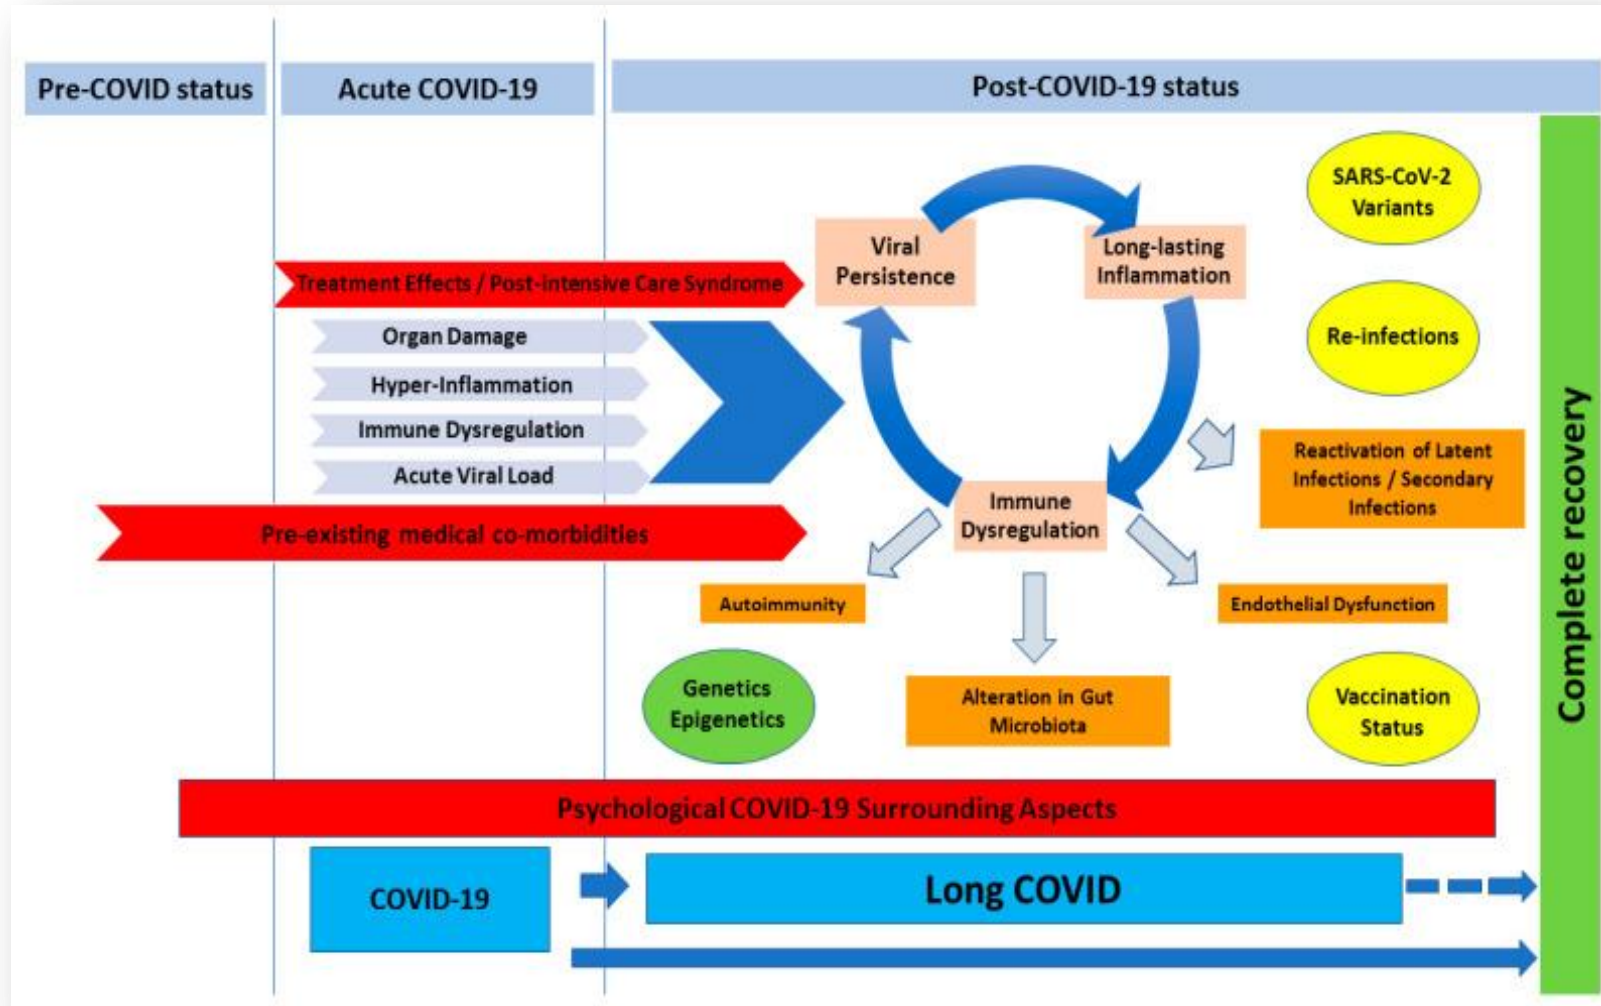 Pre-COVID status
Acute COVID-19
Post-COVID-19 status
SARS-CoV-2
Variants
Viral
Persistence
Long-lasting
Inflammation
Treatment Effects / Post-intensive Care Syndrome
Organ Damage
Hyper-Inflammation
Immune Dysregulation
Acute Viral Load
Pre-existing medical co-morbidities
Re-infections
Reactivation of Latent
Infections / Secondary
Infections
Immune
Dysregulation
Autoimmunity
Endothelial Dysfunction
Genetics
Epigenetics
Alteration in Gut
Microbiota
Vaccination
Status
Complete recovery
Psychological COVID-19 Surrounding Aspects
COVID-19
Long COVID